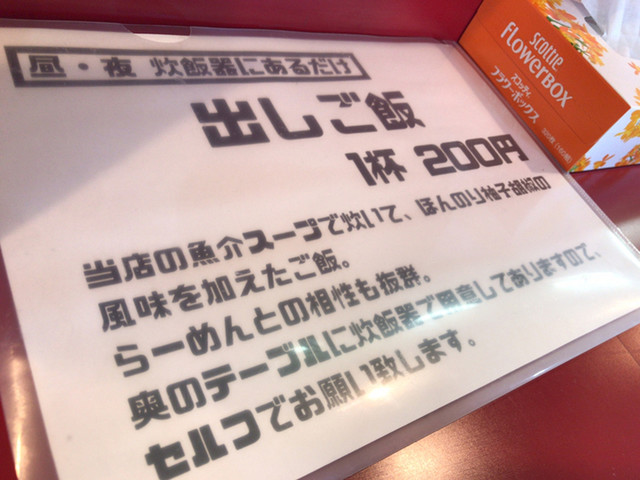 昼・夜 炊飯器にあるだけ
出しご飯
1杯 200円
当店の魚介スープで炊いて、ほんのり柚子胡椒の
風味を加えたご飯。
らーめんとの相性も抜群。
奥のテーブルに炊飯器で用意してありますので、
セルフでお願い致します。
scottie
FLOWERBOX
スコッティ
フラワーボックス